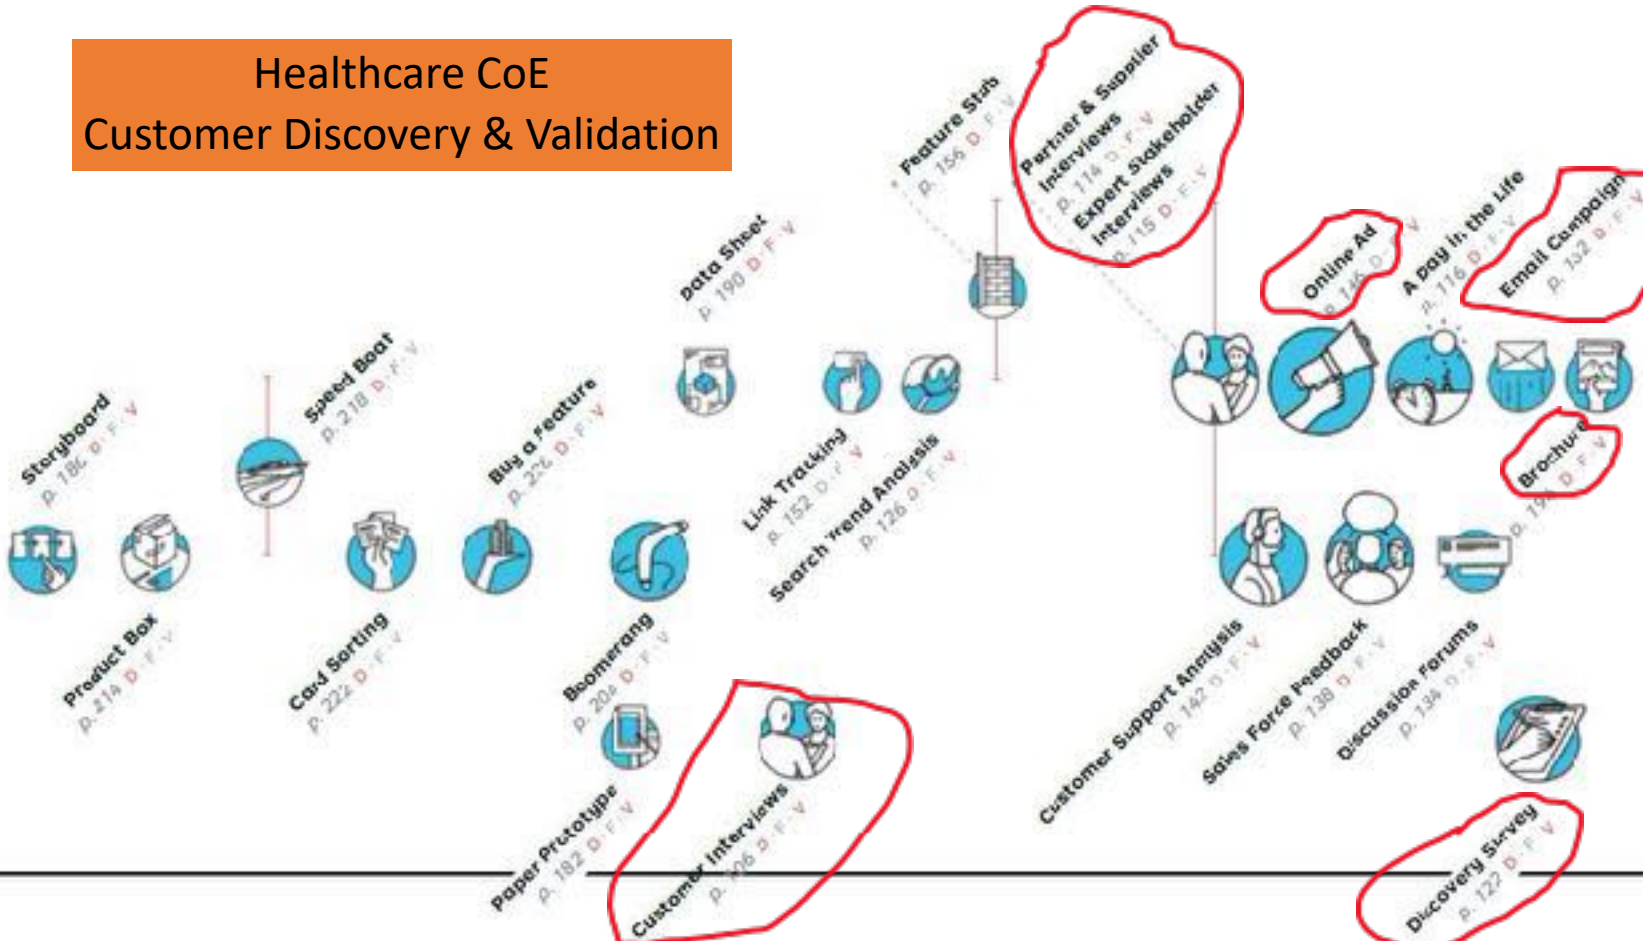 Healthcare CoE
Customer Discovery & Validation
Storyboard
D · F · V
Product Box
p. 214 D · F · V
Speed Boat
p. 218 D · F · V
Card Sorting
p. 222 D · F · V
Buy a Feature
p. 226 D · F · V
Boomerang
p. 204 D · F · V
Paper Prototype
p. 182 D · F · V
Data Sheet
p. 190 D · F · V
Customer Interviews
p. 106 D · F · V
Link Tracking
p. 152 D · F · V
Search Trend Analysis
p. 126 D · F · V
Feature Stub
p. 156 D · F · V
Partner & Supplier
Interviews
p. 114 D · F · V
Expert Stakeholder
Interviews
p. 115 D · F · V
Online Ad
p. 146 D · F · V
A Day in the Life
p. 116 D · F · V
Email Campaign
D · F · V
Brochure
D · F · V
Customer Support Analysis
p. 142 D · F · V
Sales Force Feedback
p. 138 D · F · V
Discussion Forums
p. 134 D · F · V
Discovery Survey
p. 122 D · F · V